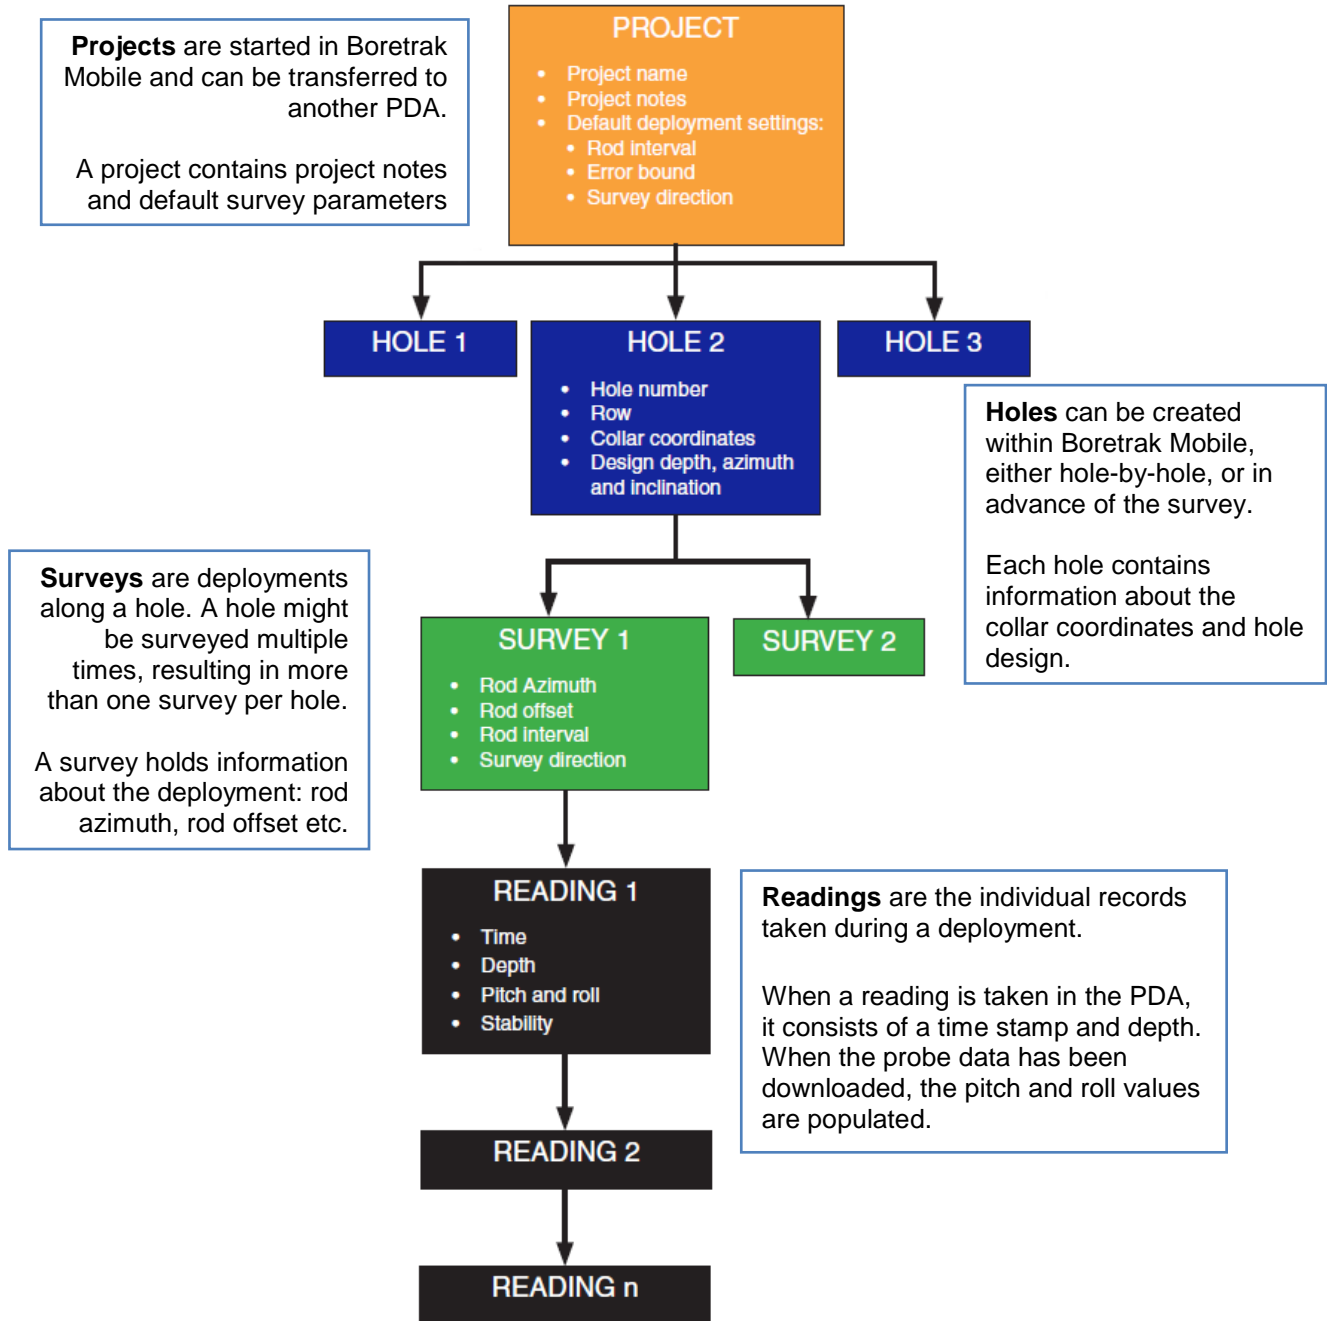 PROJECT
• Project name
• Project notes
• Default deployment settings:
• Rod interval
• Error bound
• Survey direction
Projects are started in Boretrak
Mobile and can be transferred to
another PDA.
A project contains project notes
and default survey parameters
HOLE 1
HOLE 2
• Hole number
• Row
• Collar coordinates
• Design depth, azimuth
and inclination
HOLE 3
Holes can be created
within Boretrak Mobile,
either hole-by-hole, or in
advance of the survey.
Each hole contains
information about the
collar coordinates and hole
design.
Surveys are deployments
along a hole. A hole might
be surveyed multiple
times, resulting in more
than one survey per hole.
A survey holds information
about the deployment: rod
azimuth, rod offset etc.
SURVEY 1
• Rod Azimuth
• Rod offset
• Rod interval
• Survey direction
SURVEY 2
READING 1
• Time
• Depth
• Pitch and roll
• Stability
Readings are the individual records
taken during a deployment.
When a reading is taken in the PDA,
it consists of a time stamp and depth.
When the probe data has been
downloaded, the pitch and roll values
are populated.
READING 2
READING n